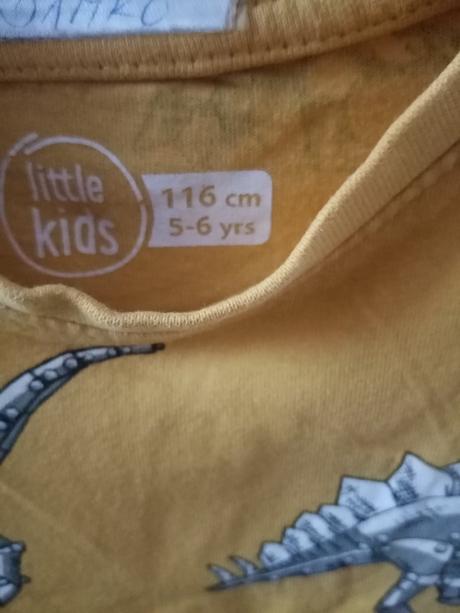 little
kids
116 cm
5-6 yrs